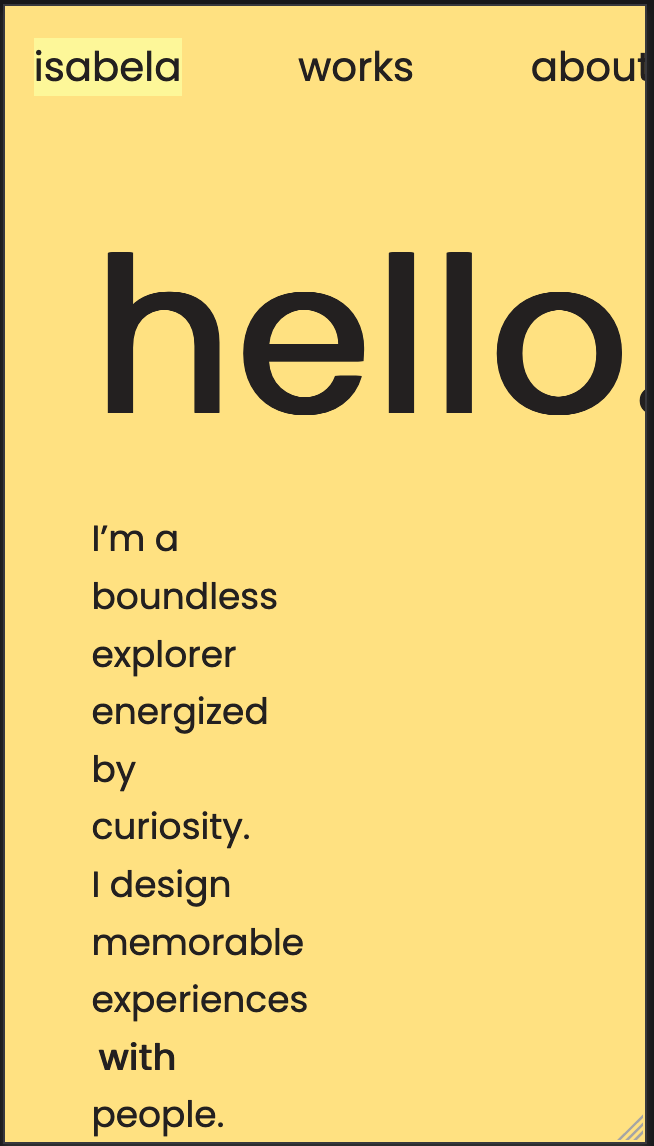 isabela works about
hello.
I’m a
boundless
explorer
energized
by
curiosity.
I design
memorable
experiences
with
people.